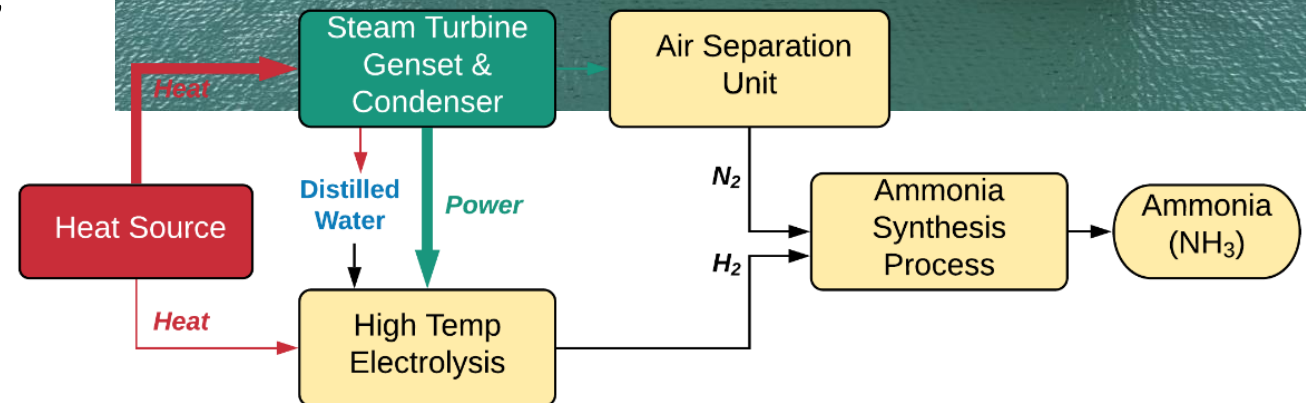 Steam Turbine
Genset &
Condenser
Air Separation
Unit
Heat
Distilled
Water
Power
N₂
Heat Source
Ammonia
Synthesis
Process
Ammonia
(NH₃)
H₂
Heat
High Temp
Electrolysis